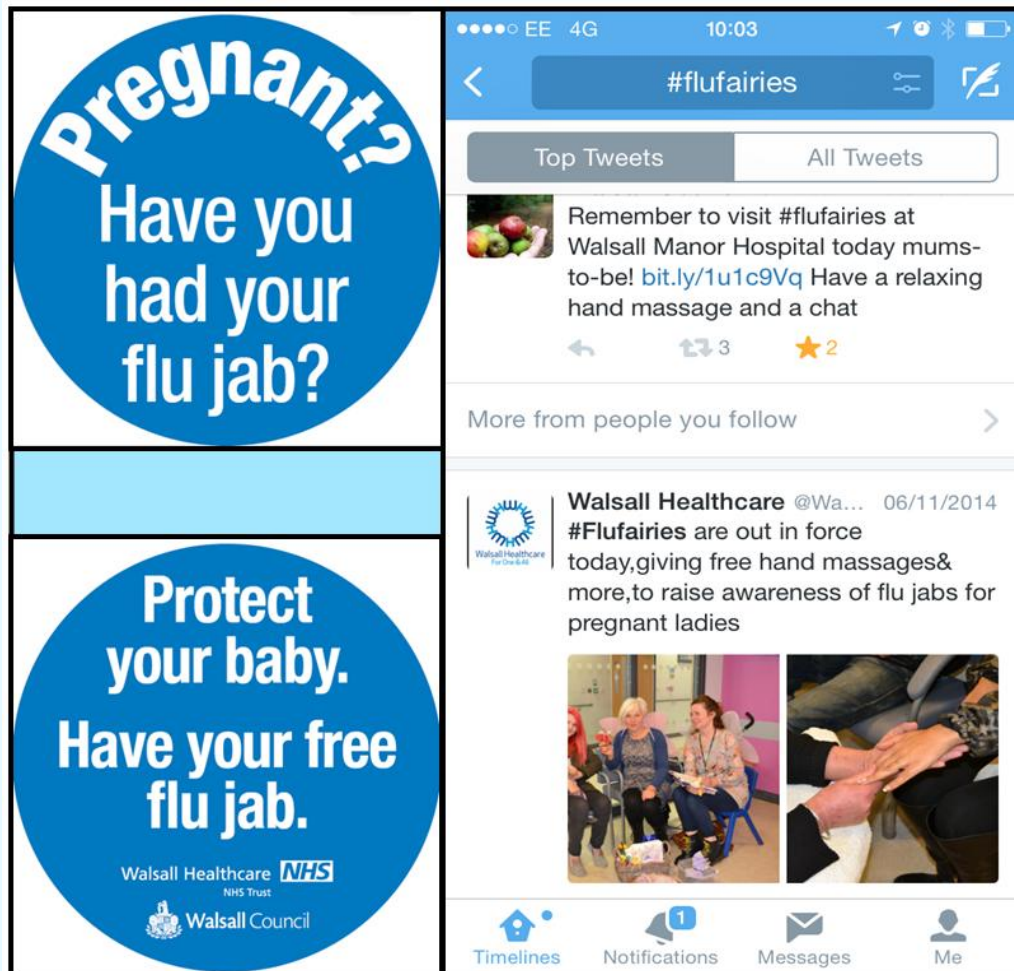 Pregnant?
Have you
had your
flu jab?
Protect
your baby.
Have your free
flu jab.
Walsall Healthcare NHS
NHS Trust
Walsall Council
EE 4G 10:03
#flufairies
Top Tweets All Tweets
Remember to visit #flufairies at
Walsall Manor Hospital today mums-
to-be! bit.ly/1u1c9Vq Have a relaxing
hand massage and a chat
3 2
More from people you follow
Walsall Healthcare @Wa... 06/11/2014
Walsall Healthcare
For One & All
#Flufairies are out in force
today,giving free hand massages&
more,to raise awareness of flu jabs for
pregnant ladies
1
Timelines Notifications Messages Me